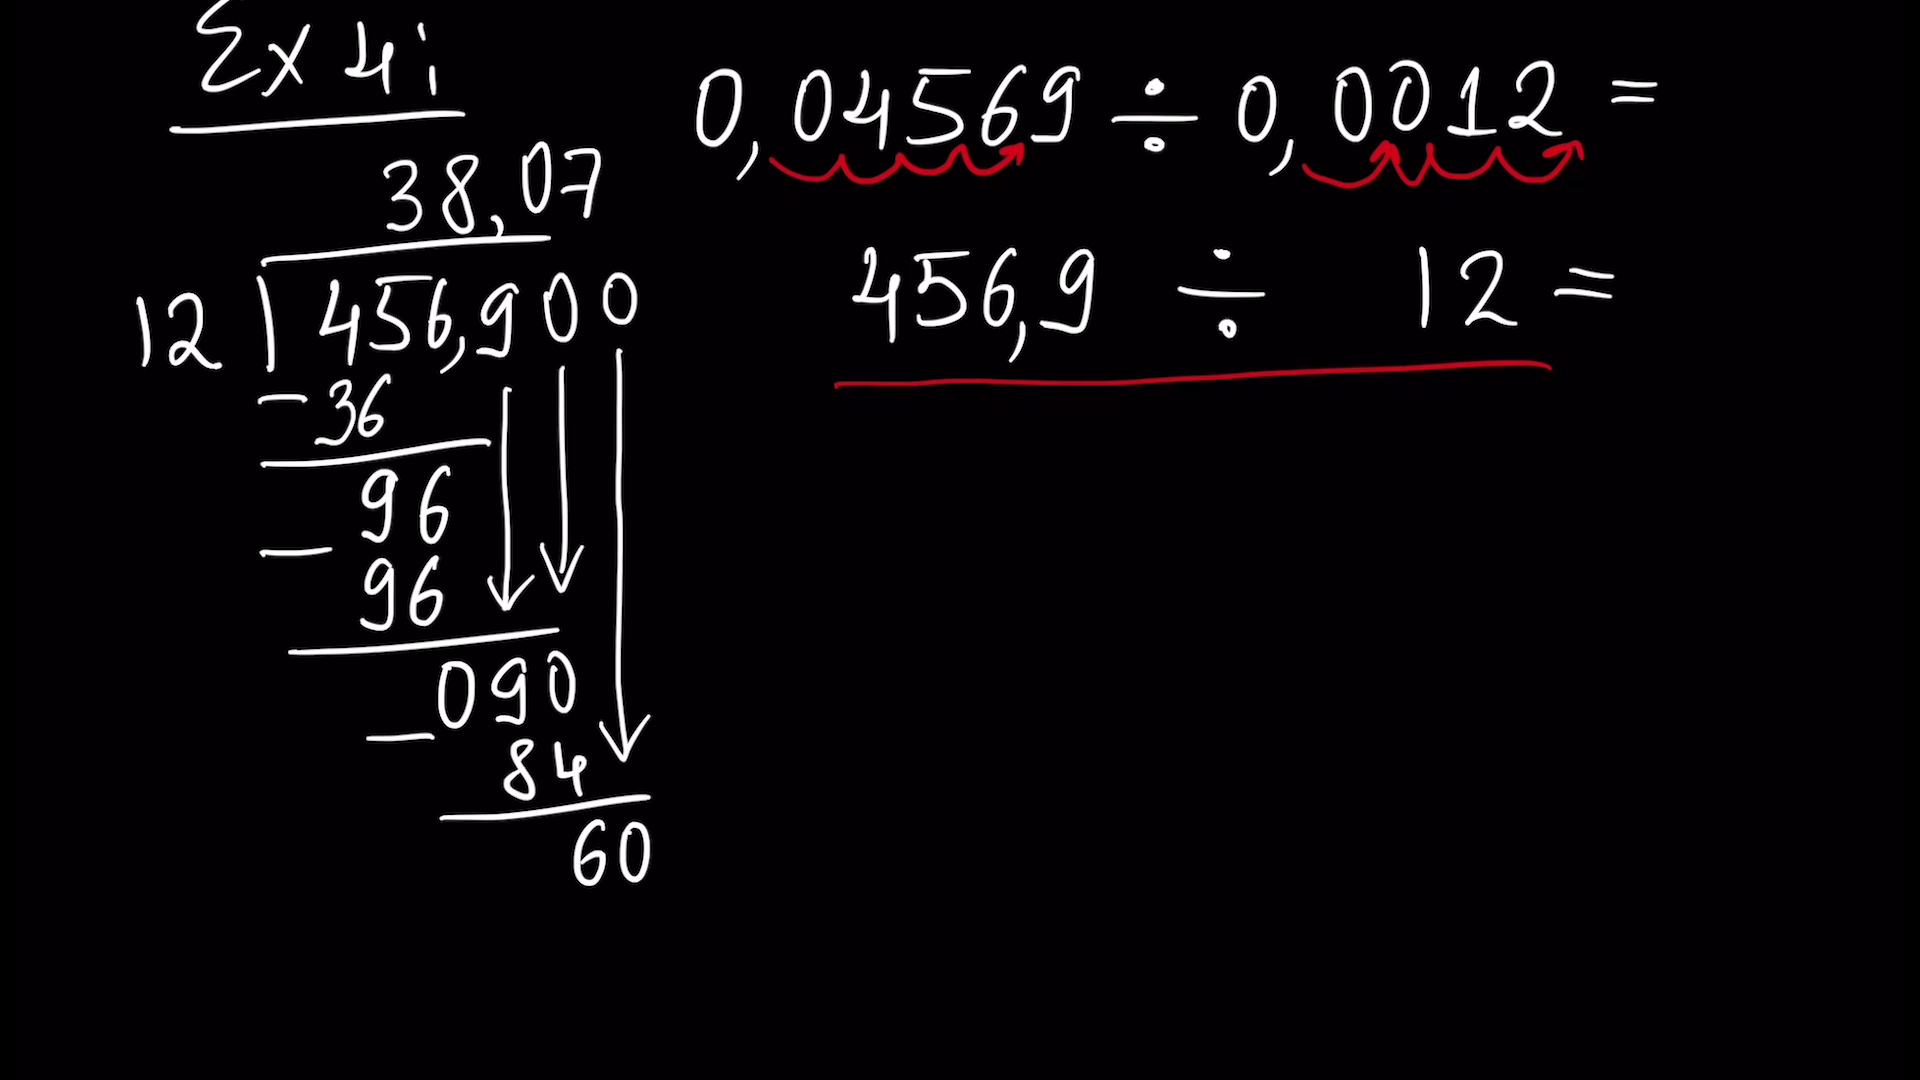 Ex 4i
0,04569 ÷ 0,0012 =
456,9 ÷ 12 =
38,07
12 456,900
- 36
96
- 96
090
- 84
60